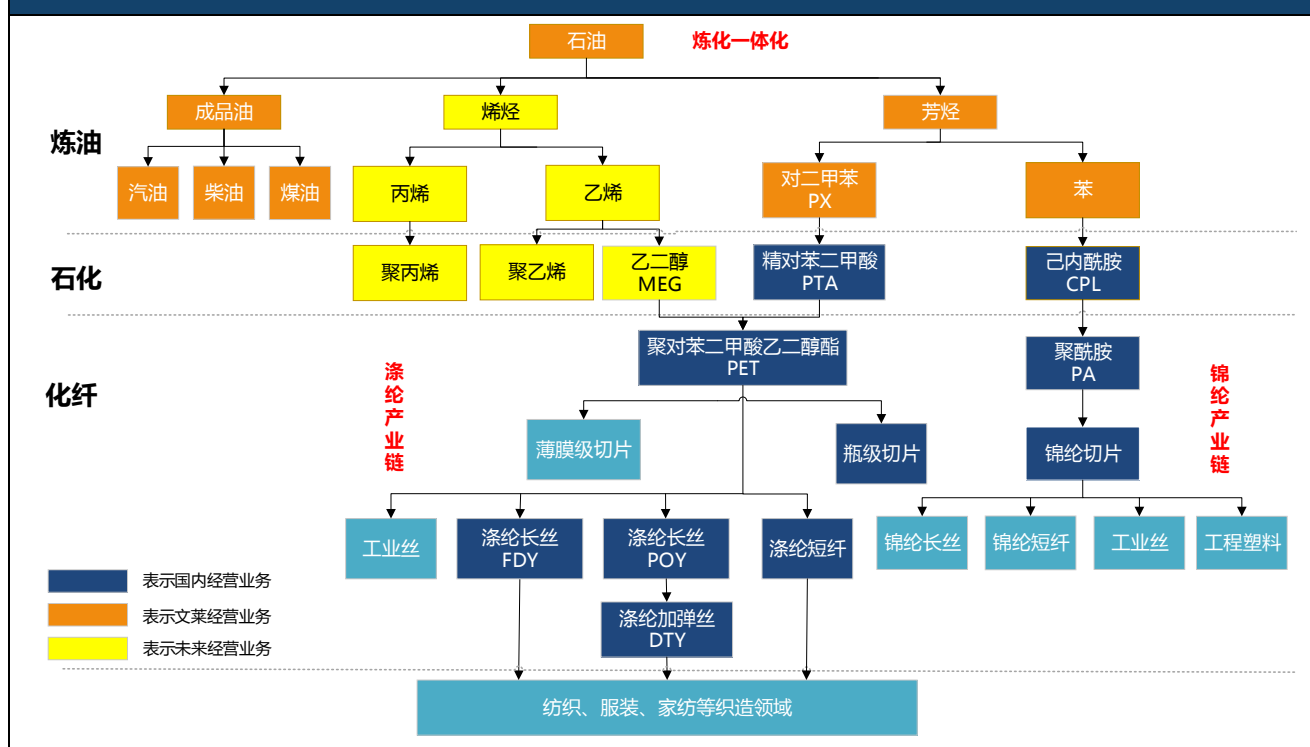 石油
炼化一体化
成品油
烯烃
芳烃
炼油
汽油
柴油
煤油
丙烯
乙烯
对二甲苯
PX
苯
石化
聚丙烯
聚乙烯
乙二醇
MEG
精对苯二甲酸
PTA
己内酰胺
CPL
化纤
涤纶产业链
聚对苯二甲酸乙二醇酯
PET
聚酰胺
PA
锦纶产业链
薄膜级切片
瓶级切片
锦纶切片
工业丝
涤纶长丝
FDY
涤纶长丝
POY
涤纶短纤
锦纶长丝
锦纶短纤
工业丝
工程塑料
涤纶加弹丝
DTY
表示国内经营业务
表示文莱经营业务
表示未来经营业务
纺织、服装、家纺等织造领域